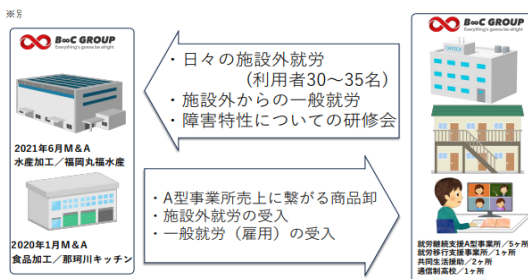 ※5
B∞C GROUP
Everything's gonna be alright
2021年6月M＆A
水産加工／福岡丸福水産
2020年1月M＆A
食品加工／那珂川キッチン
・日々の施設外就労
（利用者30～35名）
・施設外からの一般就労
・障害特性についての研修会
・A型事業所売上に繋がる商品卸
・施設外就労の受入
・一般就労（雇用）の受入
B∞C GROUP
Everything's gonna be alright
OFFICE
就労継続支援A型事業所／5ヶ所
就労移行支援事業所／1ヶ所
共同生活援助／2ヶ所
通信制高校／1ヶ所